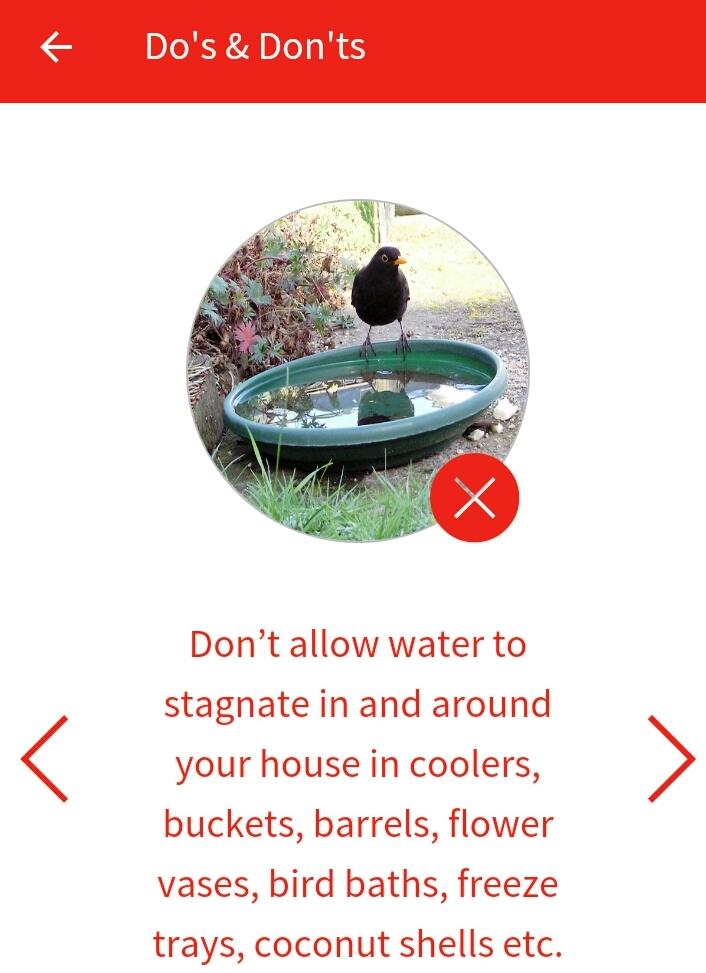 Do's & Don'ts
Don’t allow water to
stagnate in and around
your house in coolers,
buckets, barrels, flower
vases, bird baths, freeze
trays, coconut shells etc.